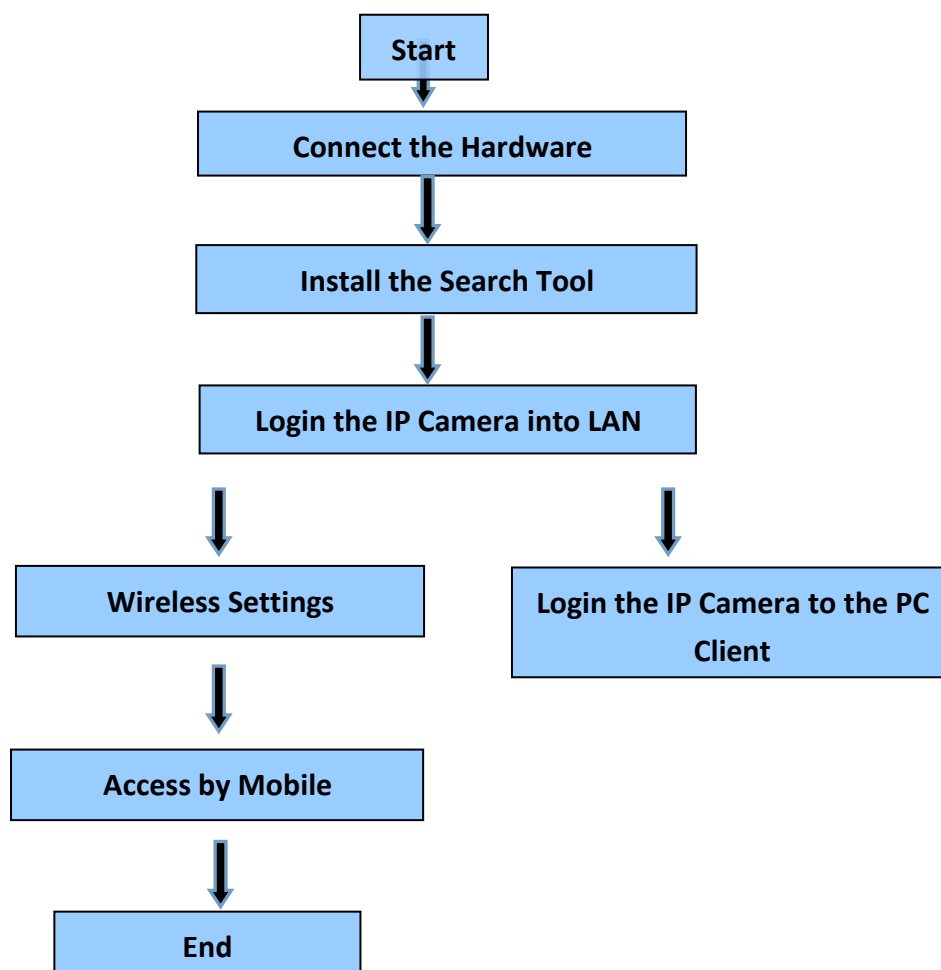 Start
Connect the Hardware
Install the Search Tool
Login the IP Camera into LAN
Wireless Settings
Login the IP Camera to the PC
Client
Access by Mobile
End